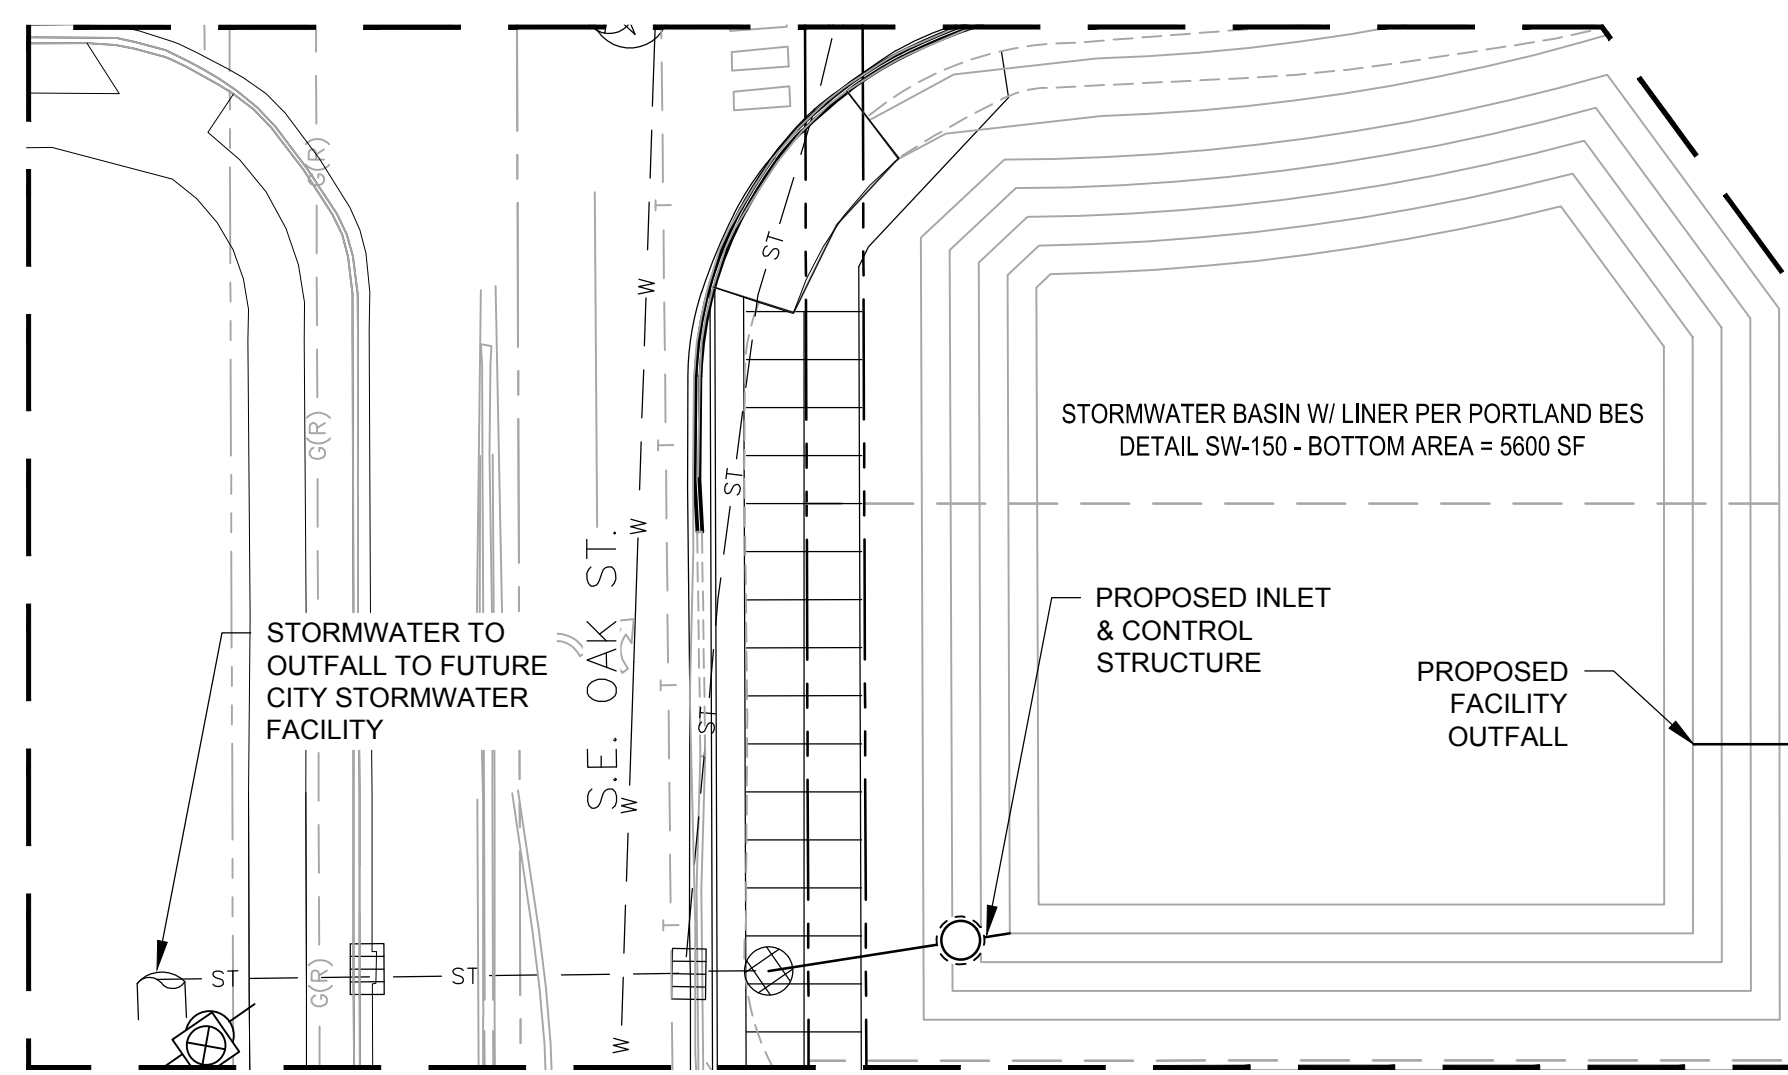 STORMWATER BASIN W/ LINER PER PORTLAND BES
DETAIL SW-150 - BOTTOM AREA = 5600 SF
PROPOSED INLET
& CONTROL
STRUCTURE
PROPOSED
FACILITY
OUTFALL
STORMWATER TO
OUTFALL TO FUTURE
CITY STORMWATER
FACILITY
S.E. OAK ST.
G(R)
G(R)
G(R)
W
W
W
W
T
T
T
T
T
ST
ST
ST
ST
ST